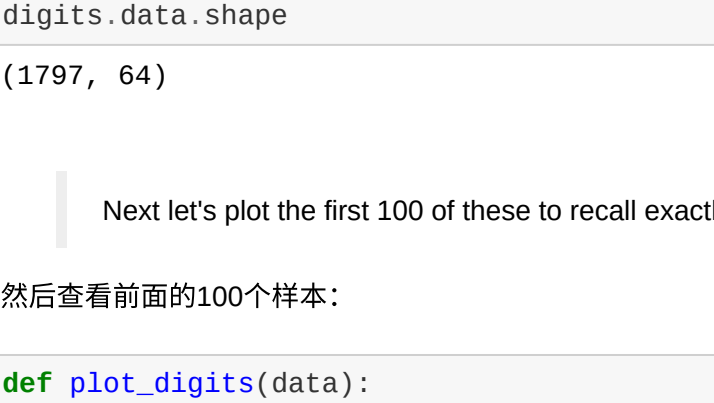 digits.data.shape
(1797, 64)
Next let's plot the first 100 of these to recall
然后查看前面的100个样本：
def plot_digits(data):